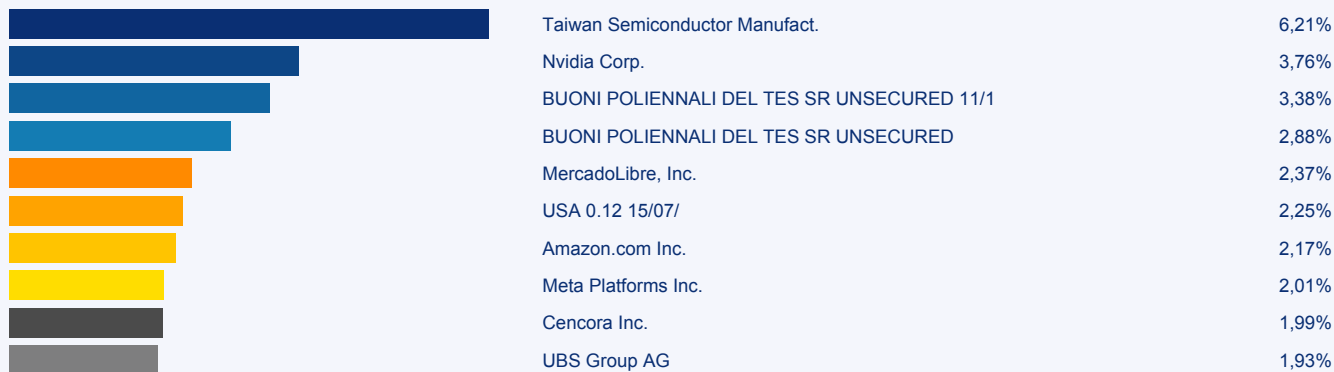 Taiwan Semiconductor Manufact. 6,21%
Nvidia Corp. 3,76%
BUONI POLIENNALI DEL TES SR UNSECURED 11/1 3,38%
BUONI POLIENNALI DEL TES SR UNSECURED 2,88%
MercadoLibre, Inc. 2,37%
USA 0.12 15/07/ 2,25%
Amazon.com Inc. 2,17%
Meta Platforms Inc. 2,01%
Cencora Inc. 1,99%
UBS Group AG 1,93%